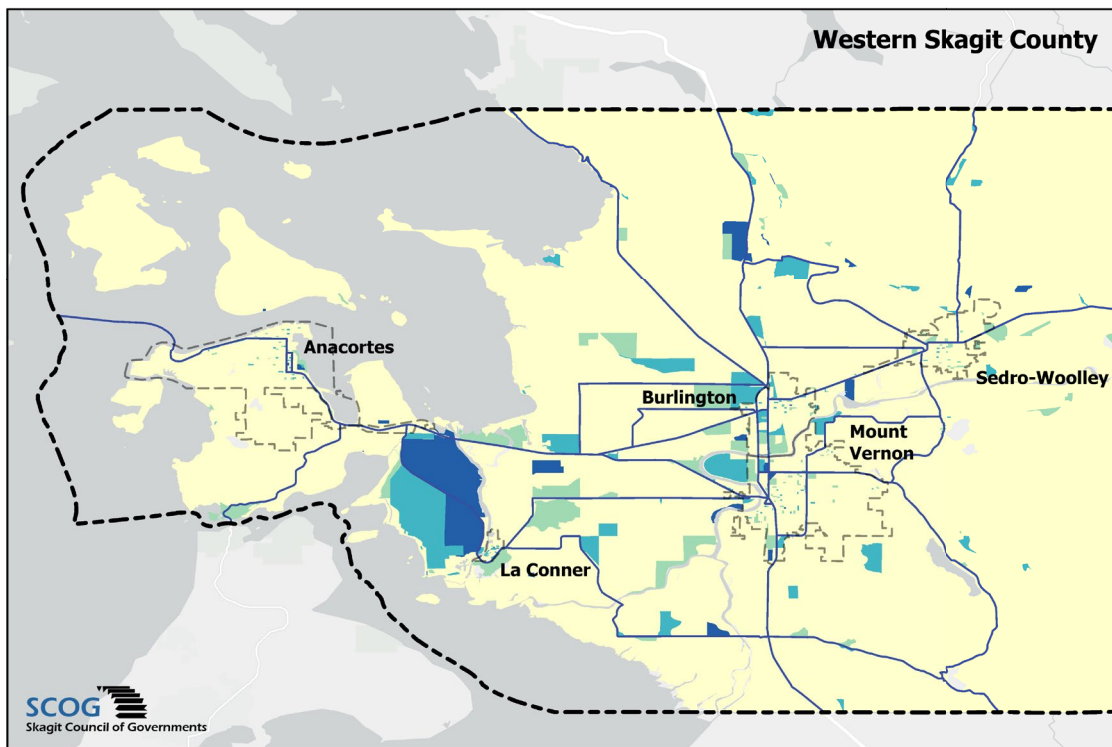 Western Skagit County
Anacortes
Burlington
Sedro-Woolley
Mount
Vernon
La Conner
SCOG
Skagit Council of Governments